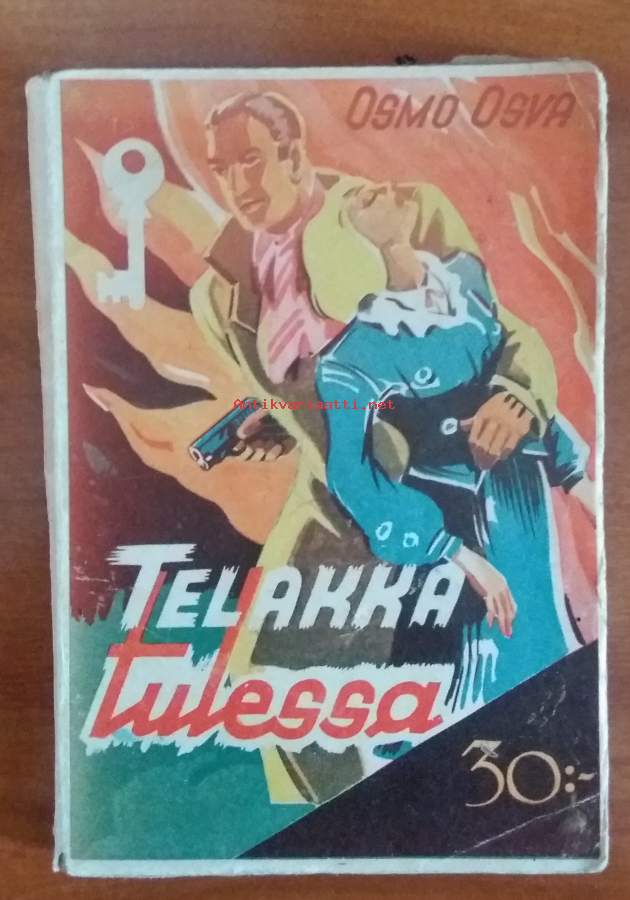 OSMO OSVA
Antikvariaatti.net
TELAKKA
tulessa
30:-